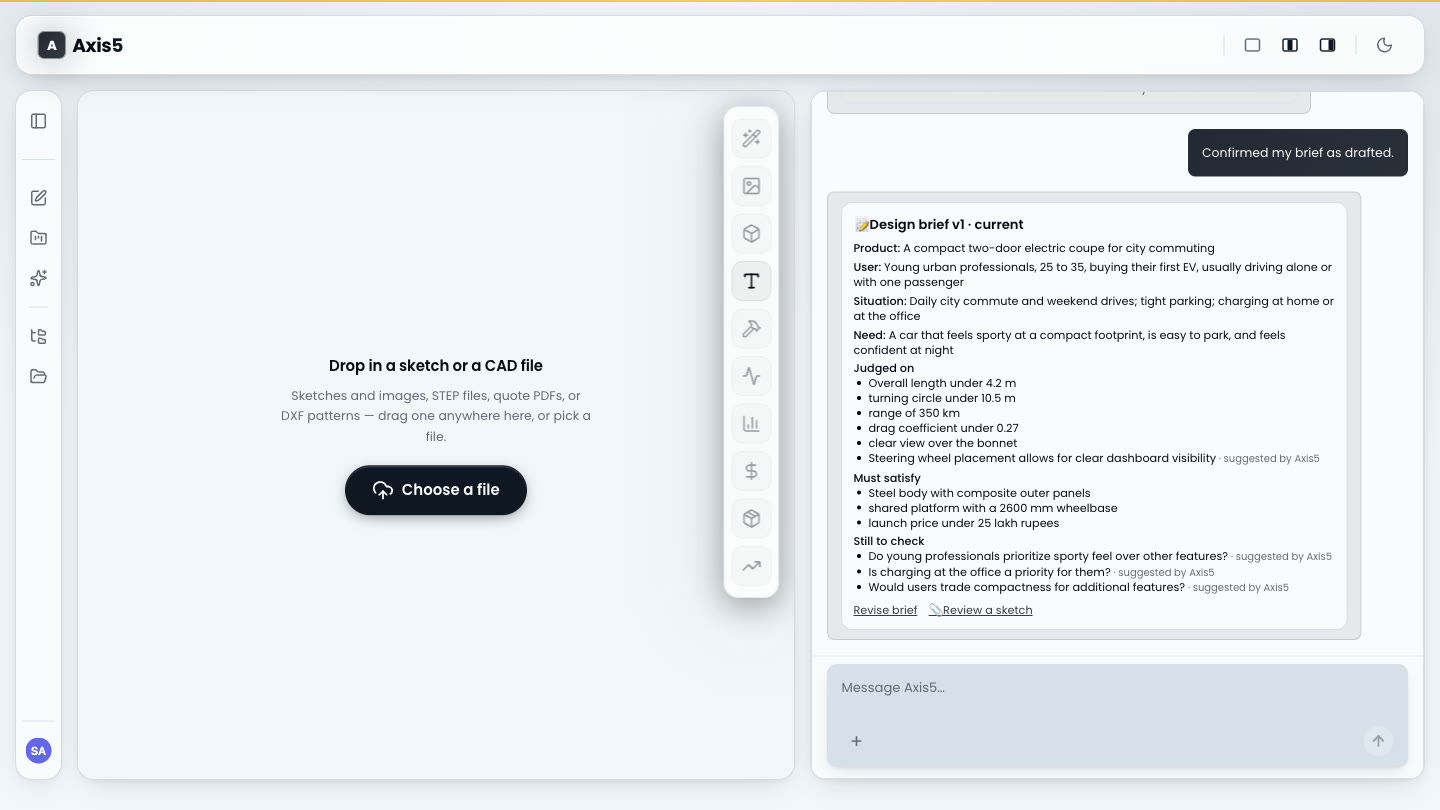 A Axis5
Confirmed my brief as drafted.
Design brief v1 · current
Product: A compact two-door electric coupe for city commuting
User: Young urban professionals, 25 to 35, buying their first EV, usually driving alone or
with one passenger
Situation: Daily city commute and weekend drives; tight parking; charging at home or
at the office
Need: A car that feels sporty at a compact footprint, is easy to park, and feels
confident at night
Judged on
• Overall length under 4.2 m
• turning circle under 10.5 m
• range of 350 km
• drag coefficient under 0.27
• clear view over the bonnet
• Steering wheel placement allows for clear dashboard visibility · suggested by Axis5
Must satisfy
• Steel body with composite outer panels
• shared platform with a 2600 mm wheelbase
• launch price under 25 lakh rupees
Still to check
• Do young professionals prioritize sporty feel over other features? · suggested by Axis5
• Is charging at the office a priority for them? · suggested by Axis5
• Would users trade compactness for additional features? · suggested by Axis5
Revise brief Review a sketch
Drop in a sketch or a CAD file
Sketches and images, STEP files, quote PDFs, or
DXF patterns — drag one anywhere here, or pick a
file.
Choose a file
Message Axis5…
SA